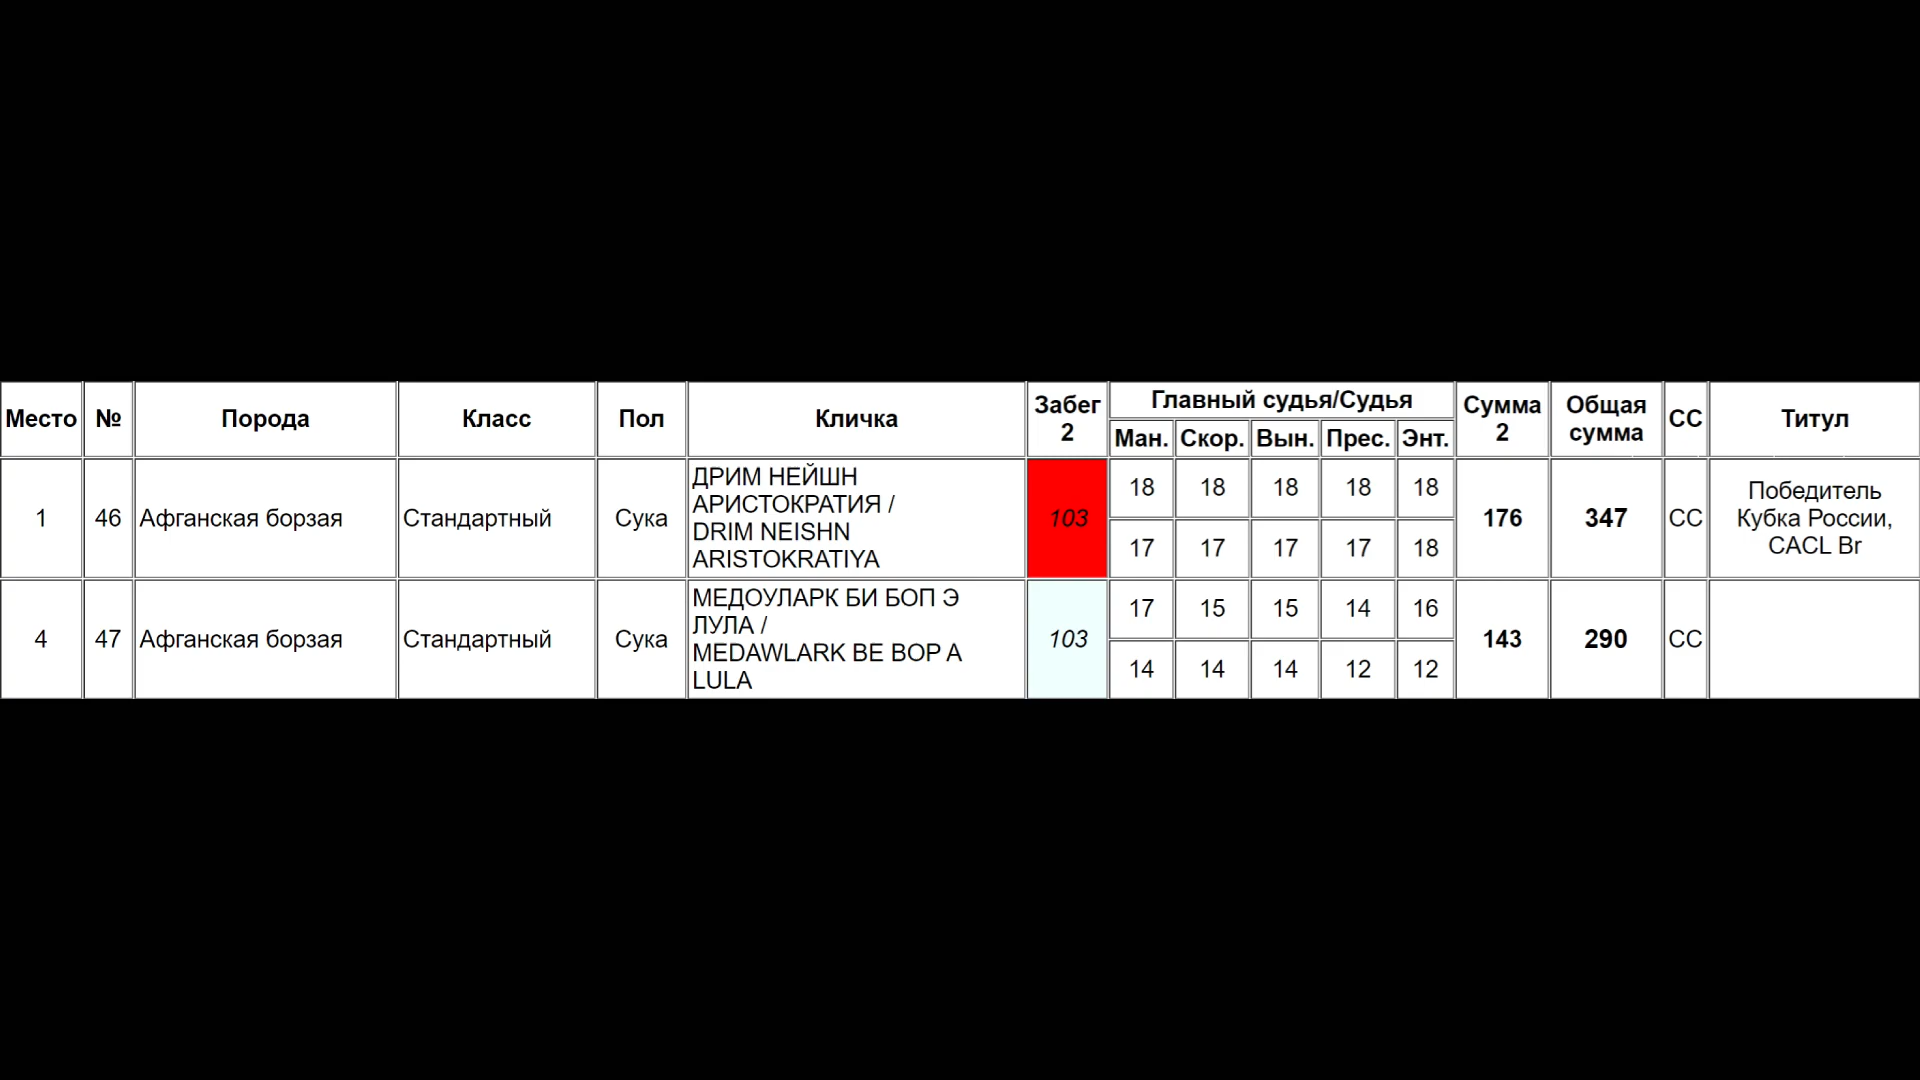 Место № Порода Класс Пол Кличка Забег 2 Главный судья/Судья Сумма 2 Общая сумма СС Титул
Ман. Скор. Вын. Прес. Энт.
1 46 Афганская борзая Стандартный Сука
ДРИМ НЕЙШН
АРИСТОКРАТИЯ /
DRIM NEISHN
ARISTOKRATIYA
103
18 18 18 18 18
17 17 17 17 18
176 347 СС
Победитель
Кубка России,
CACL Br
4 47 Афганская борзая Стандартный Сука
МЕДОУЛАРК БИ БОП Э
ЛУЛА /
MEDAWLARK BE BOP A
LULA
103
17 15 15 14 16
14 14 14 12 12
143 290 СС